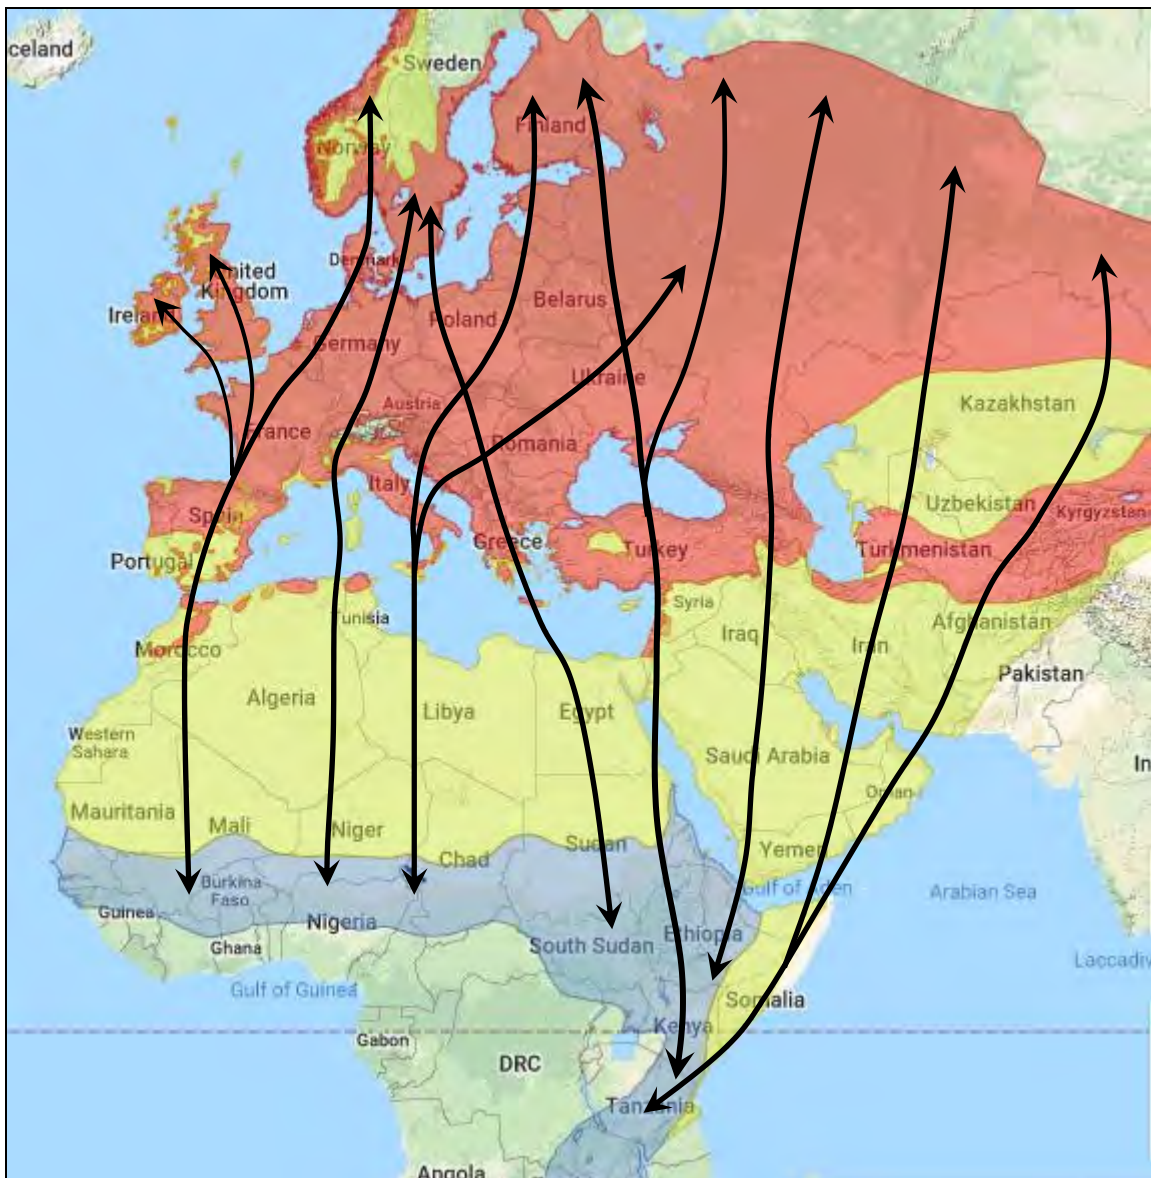 celand
Sweden
Finland
Norway
Denmark
United
Kingdom
Ireland
Belarus
Poland
Germany
Ukraine
Austria
Kazakhstan
France
Romania
Italy
Uzbekistan
Kyrgyzstan
Spain
Greece
Turkey
Turkmenistan
Portugal
Syria
Tunisia
Afghanistan
Iraq
Iran
Morocco
Pakistan
Algeria
Libya
Egypt
Western
Sahara
Saudi Arabia
In
Oman
Mauritania
Mali
Niger
Sudan
Chad
Yemen
Burkina
Faso
Gulf of Aden
Arabian Sea
Guinea
Nigeria
Ethiopia
Ghana
South Sudan
Laccadiv
Gulf of Guinea
Somalia
Kenya
Gabon
DRC
Tanzania
Angola